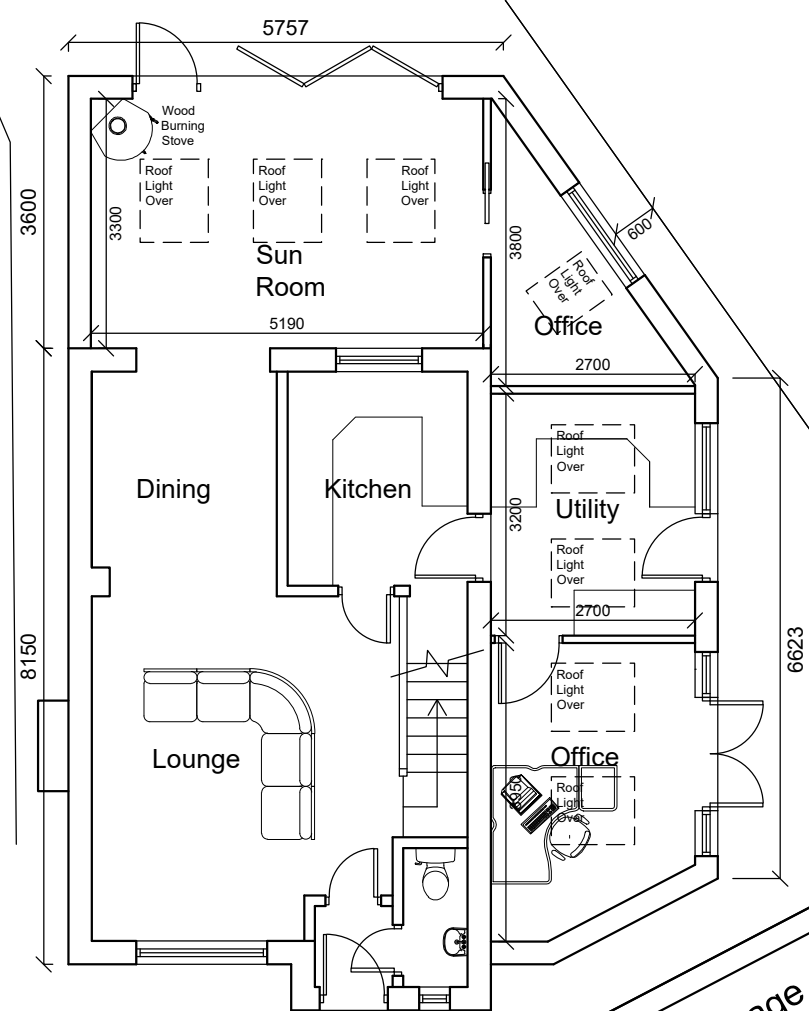 5757
Wood
Burning
Stove
Roof
Light
Over
Roof
Light
Over
Roof
Light
Over
3600
3300
3800
600
Sun
Room
Roof
Light
Over
Office
5190
2700
Roof
Light
Over
Dining
Kitchen
Utility
3200
Roof
Light
Over
2700
8150
6623
Roof
Light
Over
Lounge
Office
Roof
Light
Over